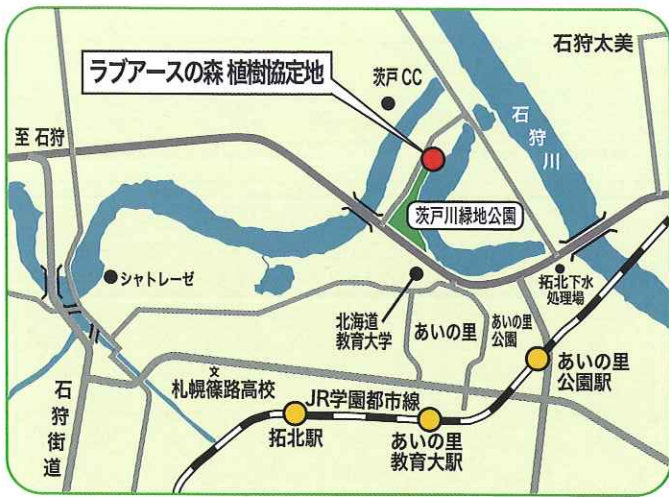 石狩太美
ラブアースの森 植樹協定地
茨戸CC
石狩川
至 石狩
茨戸川緑地公園
シャトレーゼ
拓北下水
処理場
北海道
教育大学
あいの里
あいの里
公園
あいの里
公園駅
文
札幌篠路高校
JR学園都市線
石狩街道
拓北駅
あいの里
教育大駅